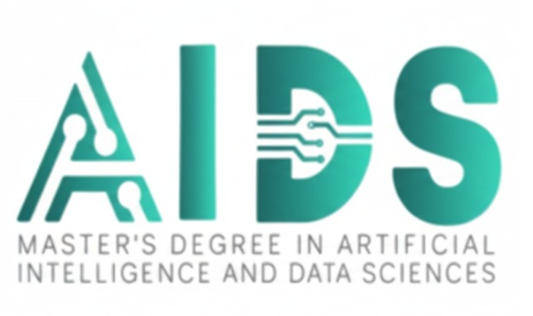 AIDS
MASTER'S DEGREE IN ARTIFICIAL
INTELLIGENCE AND DATA SCIENCES